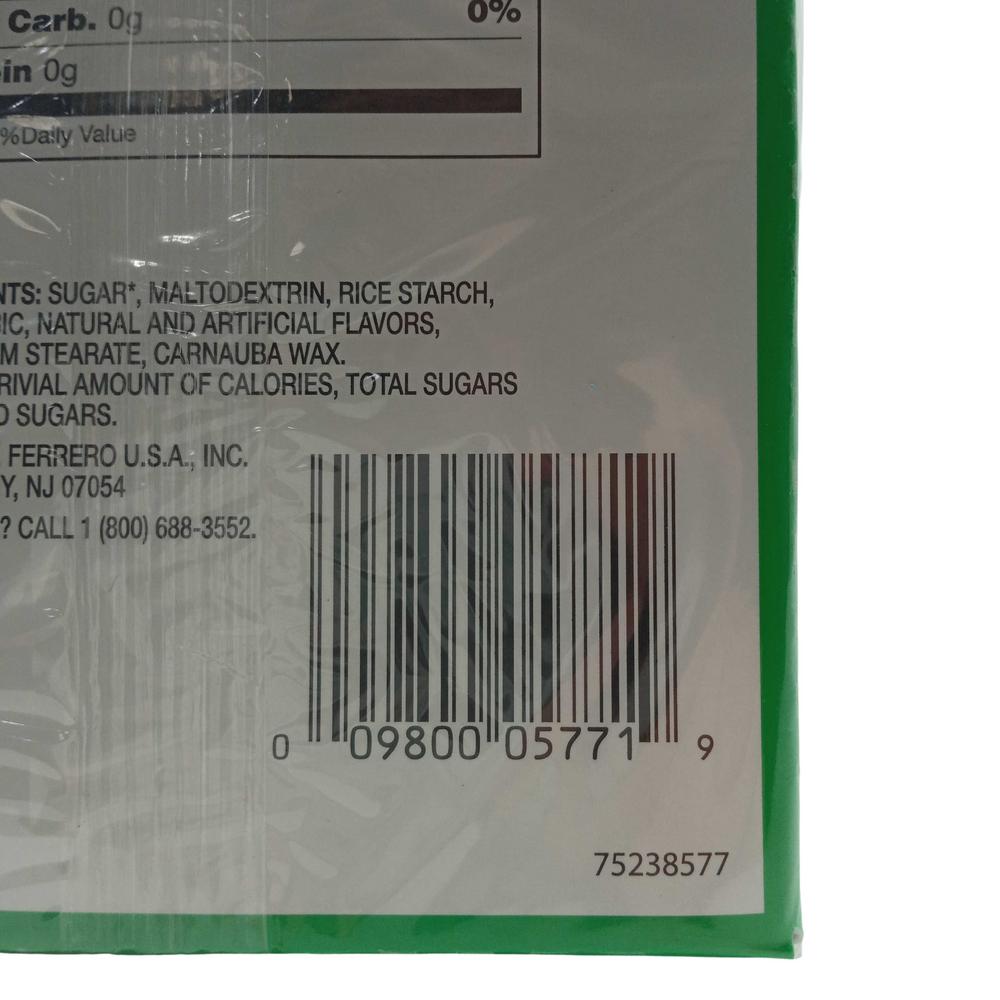 Carb. 0g 0%
in 0g
%Daily Value
NTS: SUGAR*, MALTODEXTRIN, RICE STARCH,
IC, NATURAL AND ARTIFICIAL FLAVORS,
M STEARATE, CARNAUBA WAX.
RIVIAL AMOUNT OF CALORIES, TOTAL SUGARS
D SUGARS.
FERRERO U.S.A., INC.
Y, NJ 07054
? CALL 1 (800) 688-3552.
0 09800 05771 9
75238577